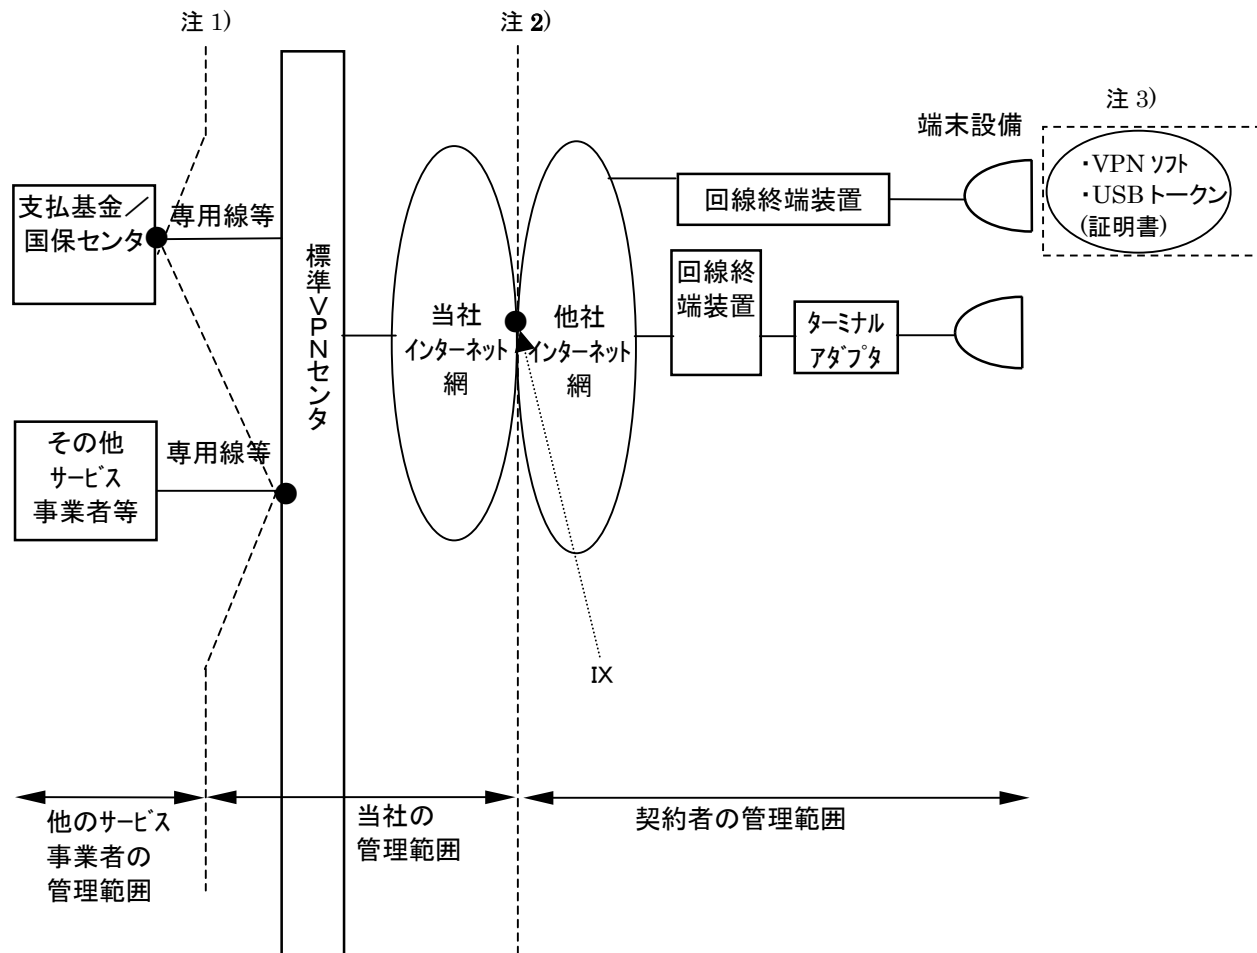 注 1)
注 2)
注 3)
端末設備
・VPN ソフト
・USB トークン
(証明書)
支払基金／
国保センタ
専用線等
回線終端装置
標準ＶＰＮセンタ
回線終
端装置
当社
インターネット
網
他社
インターネット
網
ターミナル
アダプタ
その他
サービス
事業者等
専用線等
IX
他のサービス
事業者の
管理範囲
当社の
管理範囲
契約者の管理範囲